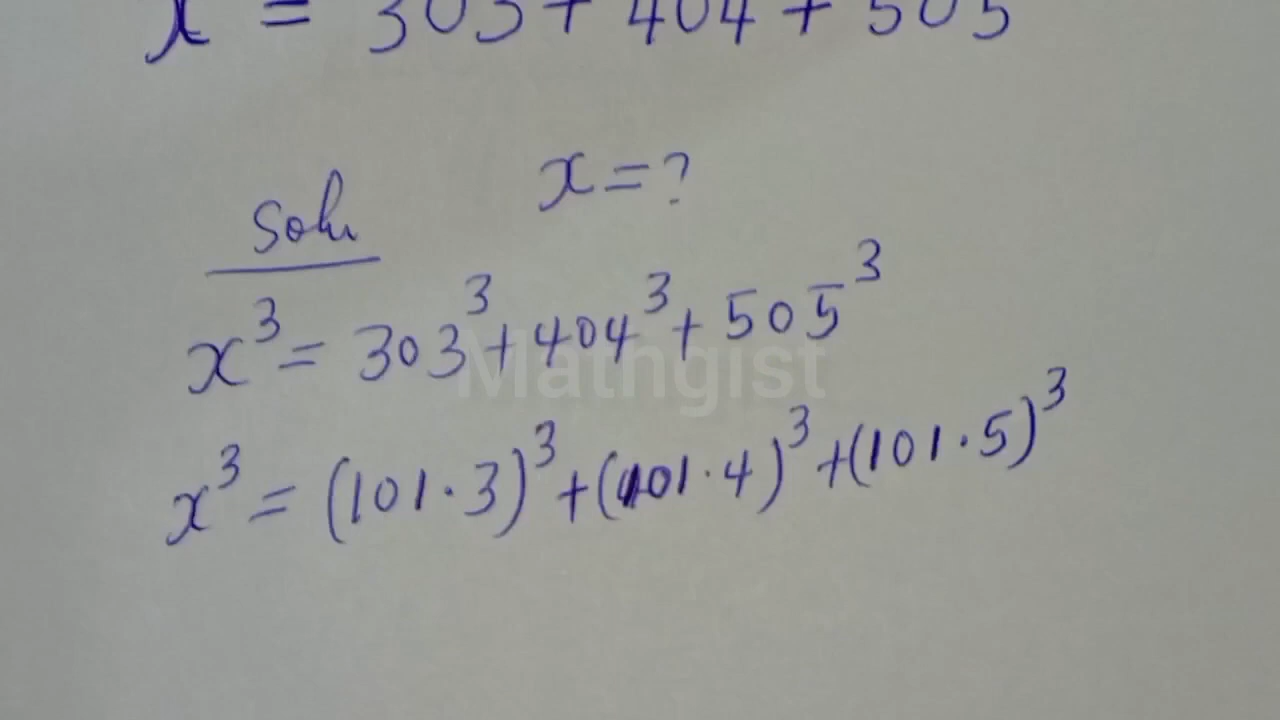 x = 303 + 404 + 505
x = ?
Soln
x³ = 303³ + 404³ + 505³
Mathgist
x³ = (101·3)³ + (101·4)³ + (101·5)³